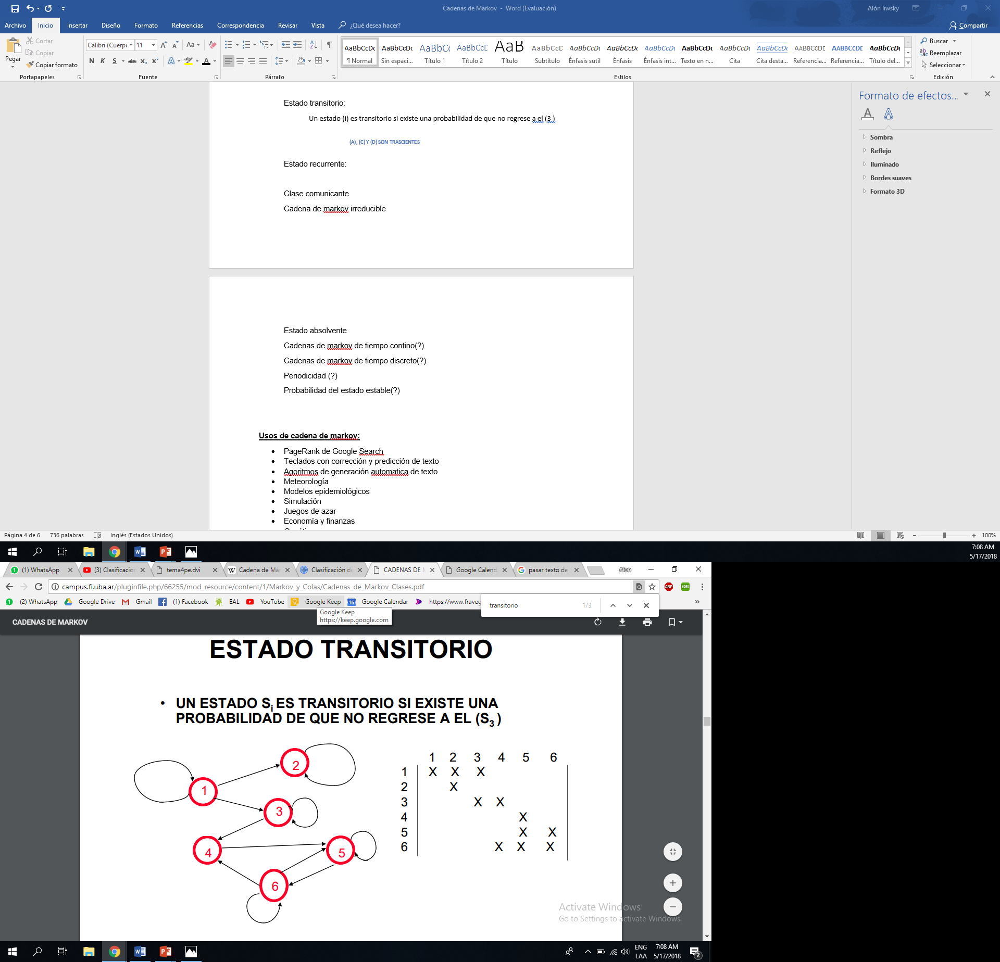 Cadenas de Markov - Word (Evaluación)
Alón liwsky
Archivo Inicio Insertar Diseño Formato Referencias Correspondencia Revisar Vista ¿Qué desea hacer? Compartir
Pegar
Cortar
Copiar
Copiar formato
Portapapeles
Calibri (Cuerpc 11
N K S abc x₂ x²
Fuente
Párrafo
AaBbCcDc AaBbCcDc AaBbC( AaBbCcC AaB AaBbCcD AaBbCcDc AaBbCcDc AaBbCcDc AaBbCcDc AaBbCcDc AaBbCcDc AABBCCDE AABBCCDE AaBbCcDc
¶ Normal Sin espaci... Título 1 Título 2 Título Subtítulo Énfasis sutil Énfasis Énfasis int... Texto en n... Cita Cita desta... Referencia... Referencia... Título del...
Estilos
Buscar
Reemplazar
Seleccionar
Edición
Estado transitorio:
Un estado (i) es transitorio si existe una probabilidad de que no regrese a el (3 )
(A), (C) Y (D) SON TRASCIENTES
Estado recurrente:
Clase comunicante
Cadena de markov irreducible
Estado absolvente
Cadenas de markov de tiempo contino(?)
Cadenas de markov de tiempo discreto(?)
Periodicidad (?)
Probabilidad del estado estable(?)
Usos de cadena de markov:
• PageRank de Google Search
• Teclados con corrección y predicción de texto
• Agoritmos de generación automatica de texto
• Meteorología
• Modelos epidemiológicos
• Simulación
• Juegos de azar
• Economía y finanzas
Formato de efectos...
Sombra
Reflejo
Iluminado
Bordes suaves
Formato 3D
Página 4 de 6 736 palabras Inglés (Estados Unidos) 100%
7:08 AM
5/17/2018
(1) WhatsApp (3) Clasificacion tema4pe.dvi Cadena de Már Clasificación de CADENAS DE M Google Calend pasar texto de Alon
campus.fi.uba.ar/pluginfile.php/66255/mod_resource/content/1/Markov_y_Colas/Cadenas_de_Markov_Clases.pdf
(2) WhatsApp Google Drive Gmail (1) Facebook EAL YouTube Google Keep Google Calendar https://www.fraveg
transitorio 1/3
Google Keep
https://keep.google.com
CADENAS DE MARKOV
ESTADO TRANSITORIO
• UN ESTADO Si ES TRANSITORIO SI EXISTE UNA
PROBABILIDAD DE QUE NO REGRESE A EL (S3 )
1
2
3
4
5
6
1 2 3 4 5 6
1 X X X
2 X
3 X X
4 X
5 X X
6 X X X
Activate Windows
Go to Settings to activate Windows.
ENG
LAA
7:08 AM
5/17/2018
2